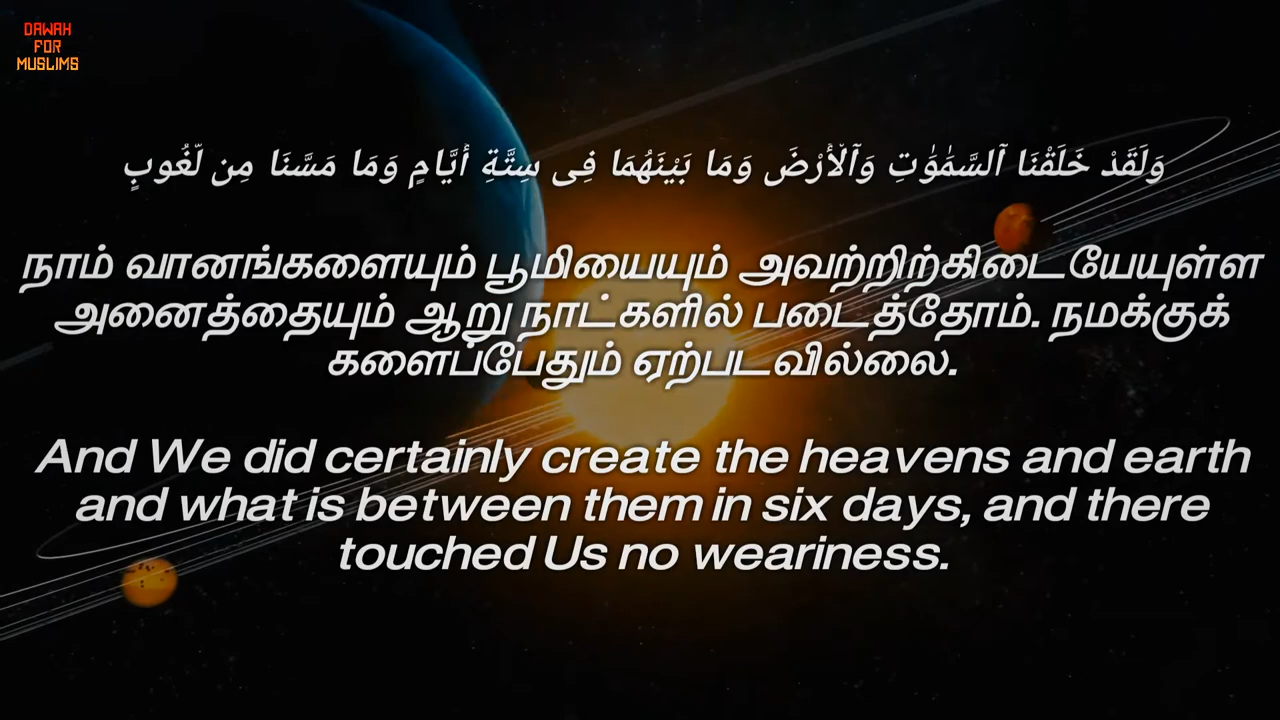 DAWAH
FOR
MUSLIMS
وَلَقَدْ خَلَقْنَا ٱلسَّمَٰوَٰتِ وَٱلْأَرْضَ وَمَا بَيْنَهُمَا فِى سِتَّةِ أَيَّامٍ وَمَا مَسَّنَا مِن لُّغُوبٍ
நாம் வானங்களையும் பூமியையும் அவற்றிற்கிடையேயுள்ள
அனைத்தையும் ஆறு நாட்களில் படைத்தோம். நமக்குக்
களைப்பேதும் ஏற்படவில்லை.
And We did certainly create the heavens and earth
and what is between them in six days, and there
touched Us no weariness.